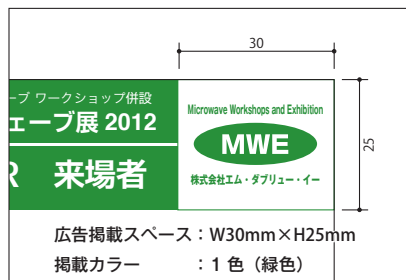 30
ーブ ワークショップ併設
ェーブ展 2012
R 来場者
Microwave Workshops and Exhibition
MWE
株式会社エム・ダブリュー・イー
25
広告掲載スペース：W30mm×H25mm
掲載カラー　　　：1 色（緑色）